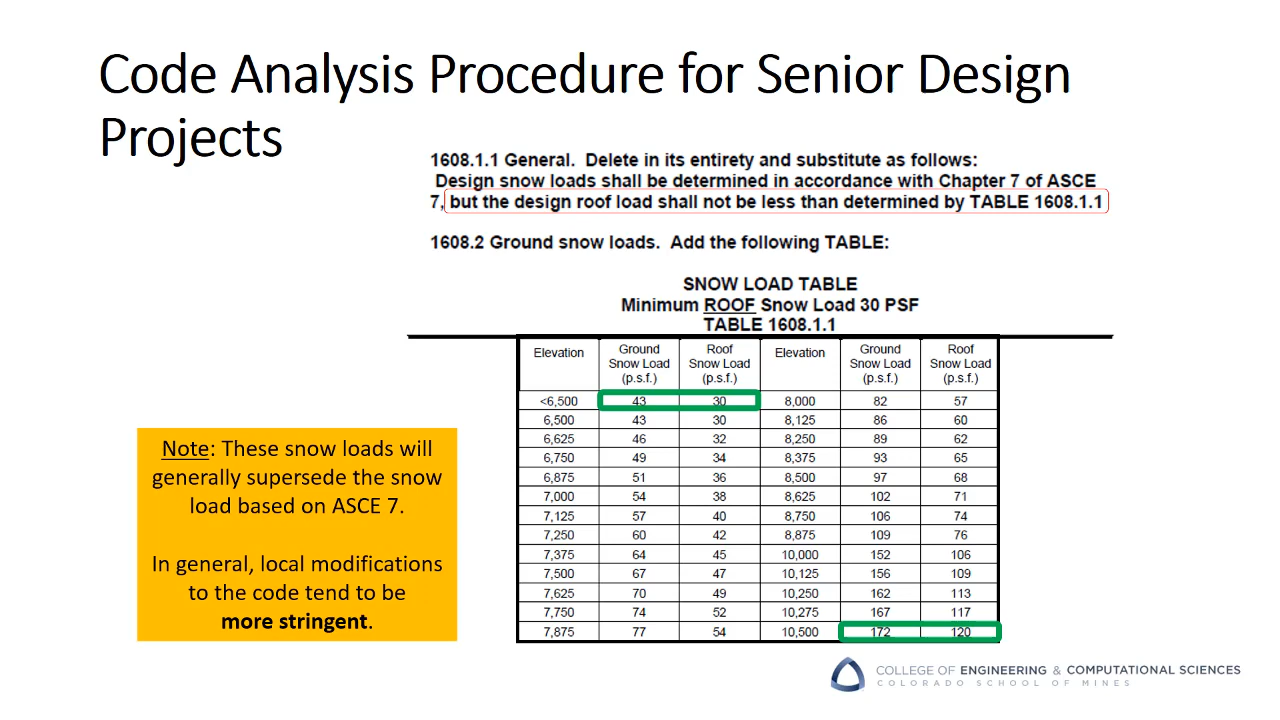 Code Analysis Procedure for Senior Design
Projects
1608.1.1 General. Delete in its entirety and substitute as follows:
Design snow loads shall be determined in accordance with Chapter 7 of ASCE
7, but the design roof load shall not be less than determined by TABLE 1608.1.1
1608.2 Ground snow loads. Add the following TABLE:
SNOW LOAD TABLE
Minimum ROOF Snow Load 30 PSF
TABLE 1608.1.1
Elevation Ground Snow Load (p.s.f.) Roof Snow Load (p.s.f.) Elevation Ground Snow Load (p.s.f.) Roof Snow Load (p.s.f.)
<6,500 43 30 8,000 82 57
6,500 43 30 8,125 86 60
6,625 46 32 8,250 89 62
6,750 49 34 8,375 93 65
6,875 51 36 8,500 97 68
7,000 54 38 8,625 102 71
7,125 57 40 8,750 106 74
7,250 60 42 8,875 109 76
7,375 64 45 10,000 152 106
7,500 67 47 10,125 156 109
7,625 70 49 10,250 162 113
7,750 74 52 10,275 167 117
7,875 77 54 10,500 172 120
Note: These snow loads will
generally supersede the snow
load based on ASCE 7.
In general, local modifications
to the code tend to be
more stringent.
COLLEGE OF ENGINEERING & COMPUTATIONAL SCIENCES
COLORADO SCHOOL OF MINES